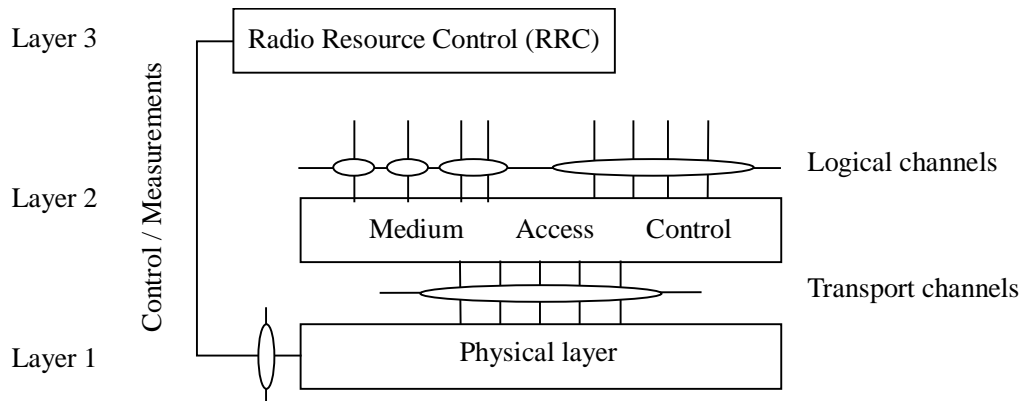 Layer 3
Radio Resource Control (RRC)
Control / Measurements
Logical channels
Layer 2
Medium Access Control
Transport channels
Layer 1
Physical layer